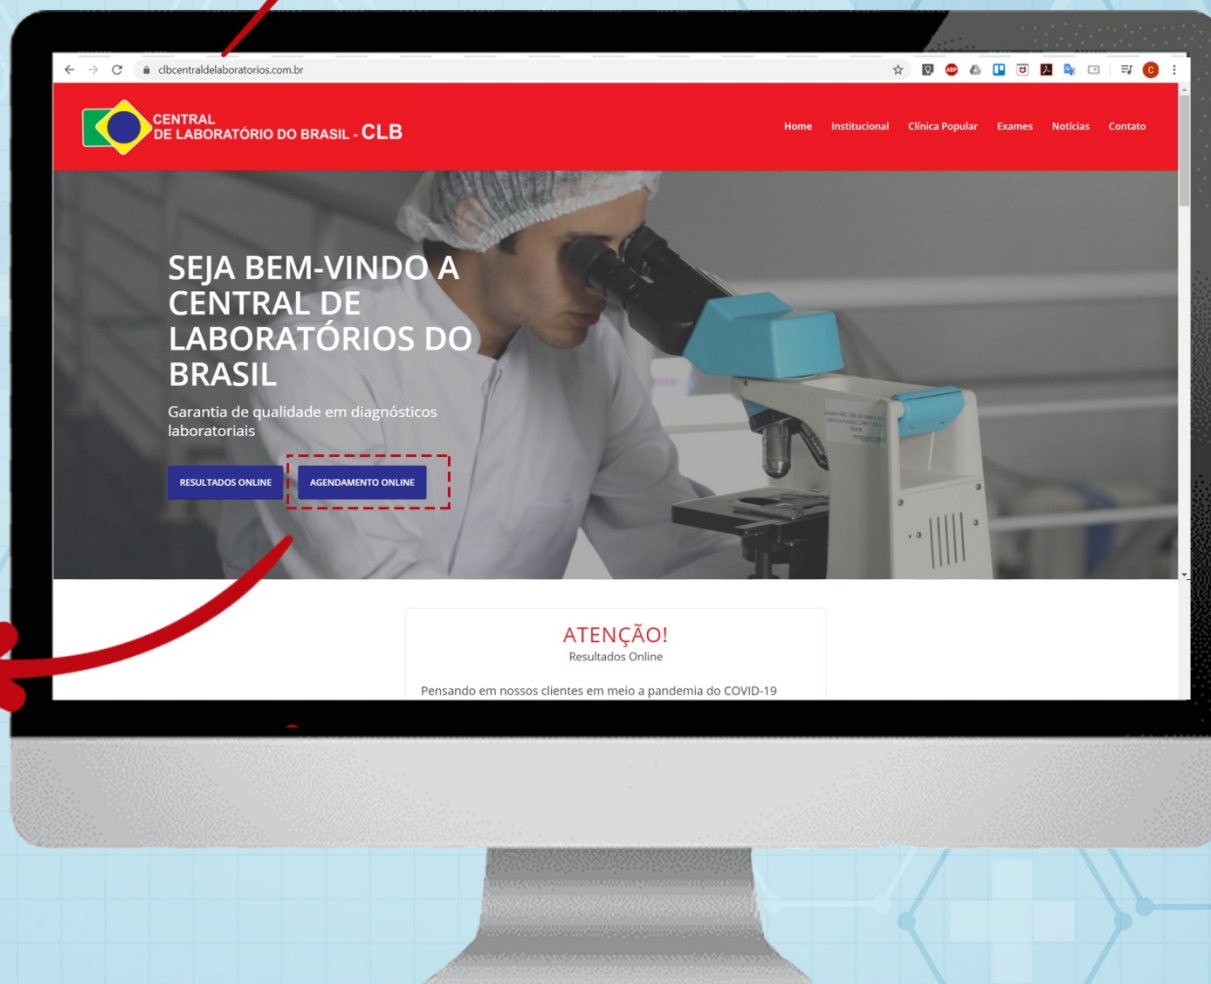 clbcentraldelaboratorios.com.br
ABP
C
CENTRAL
DE LABORATÓRIO DO BRASIL - CLB
Home Institucional Clínica Popular Exames Notícias Contato
SEJA BEM-VINDO A
CENTRAL DE
LABORATÓRIOS DO
BRASIL
Garantia de qualidade em diagnósticos
laboratoriais
RESULTADOS ONLINE AGENDAMENTO ONLINE
ATENÇÃO!
Resultados Online
Pensando em nossos clientes em meio a pandemia do COVID-19